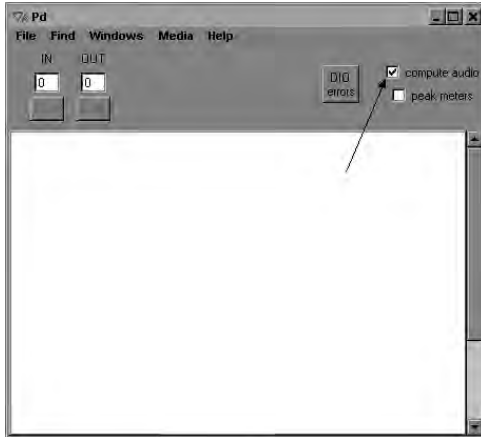 Pd
File Find Windows Media Help
IN OUT
0 0
DIO errors
compute audio
peak meters